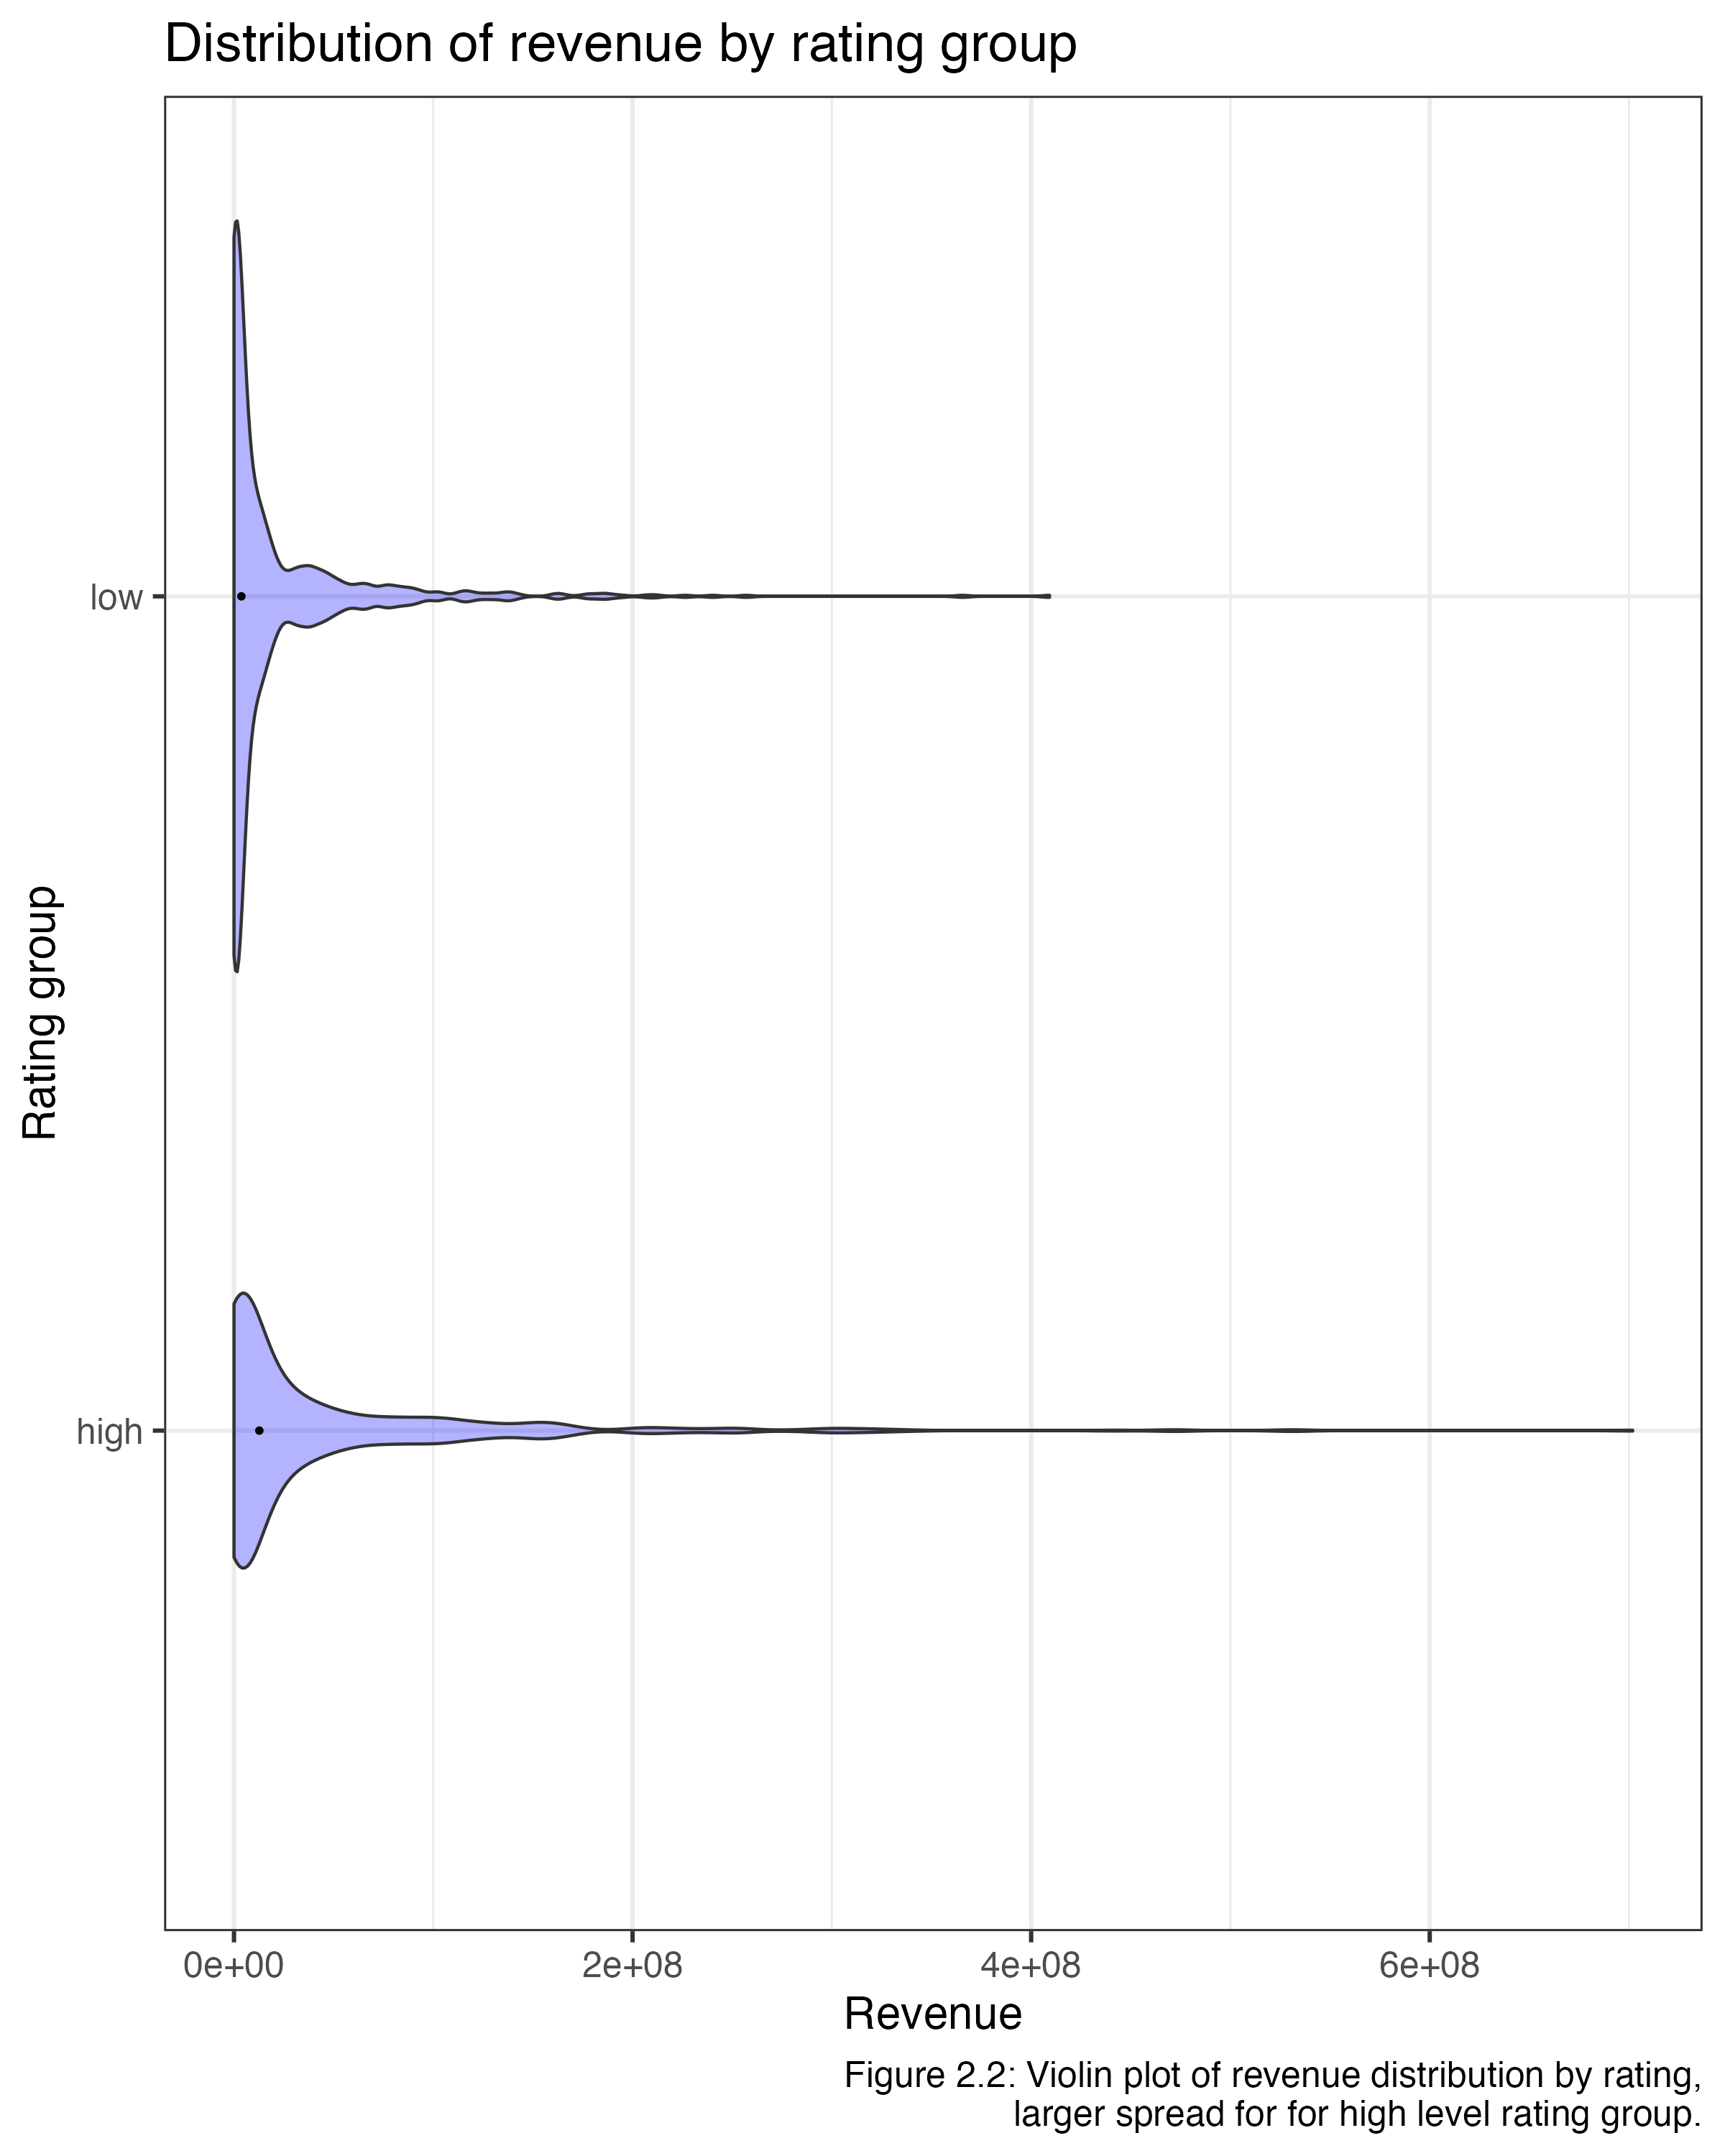 Distribution of revenue by rating group
Rating group
low
high
0e+00 2e+08 4e+08 6e+08
Revenue
Figure 2.2: Violin plot of revenue distribution by rating,
larger spread for for high level rating group.